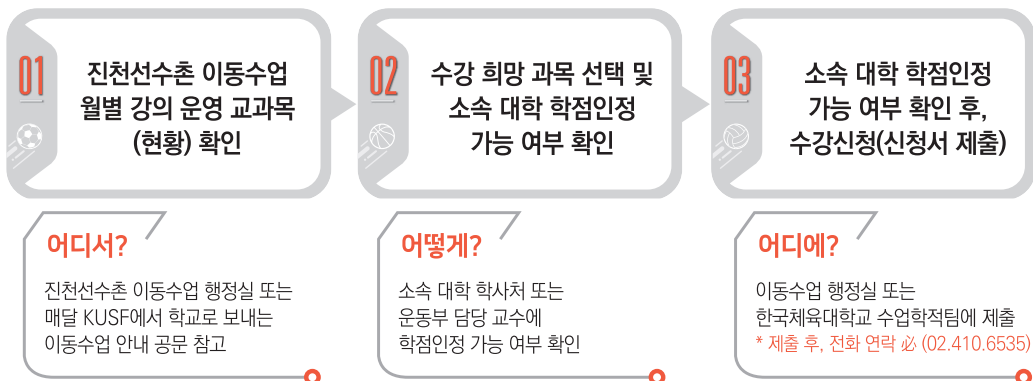 01
진천선수촌 이동수업
월별 강의 운영 교과목
(현황) 확인
02
수강 희망 과목 선택 및
소속 대학 학점인정
가능 여부 확인
03
소속 대학 학점인정
가능 여부 확인 후,
수강신청(신청서 제출)
어디서?
진천선수촌 이동수업 행정실 또는
매달 KUSF에서 학교로 보내는
이동수업 안내 공문 참고
어떻게?
소속 대학 학사처 또는
운동부 담당 교수에
학점인정 가능 여부 확인
어디에?
이동수업 행정실 또는
한국체육대학교 수업학적팀에 제출
* 제출 후, 전화 연락 必 (02.410.6535)